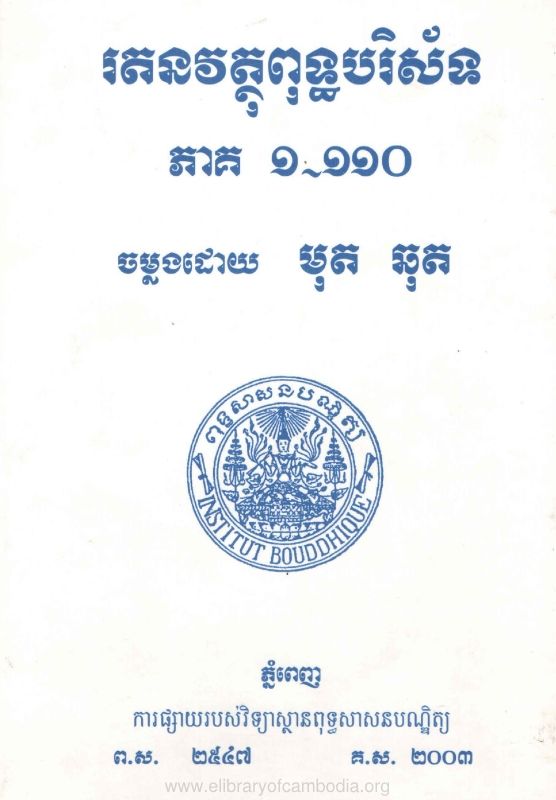 រតនវត្ថុពុទ្ធបរិស័ទ
ភាគ ១~១១០
ចម្លងដោយ មុត ឆុត
ពុទ្ធសាសនបណ្ឌិត្យ
INSTITUT BOUDDHIQUE
ភ្នំពេញ
ការផ្សាយរបស់វិទ្យាស្ថានពុទ្ធសាសនបណ្ឌិត្យ
ព.ស. ២៥៤៧ គ.ស. ២០០៣
www.elibraryofcambodia.org